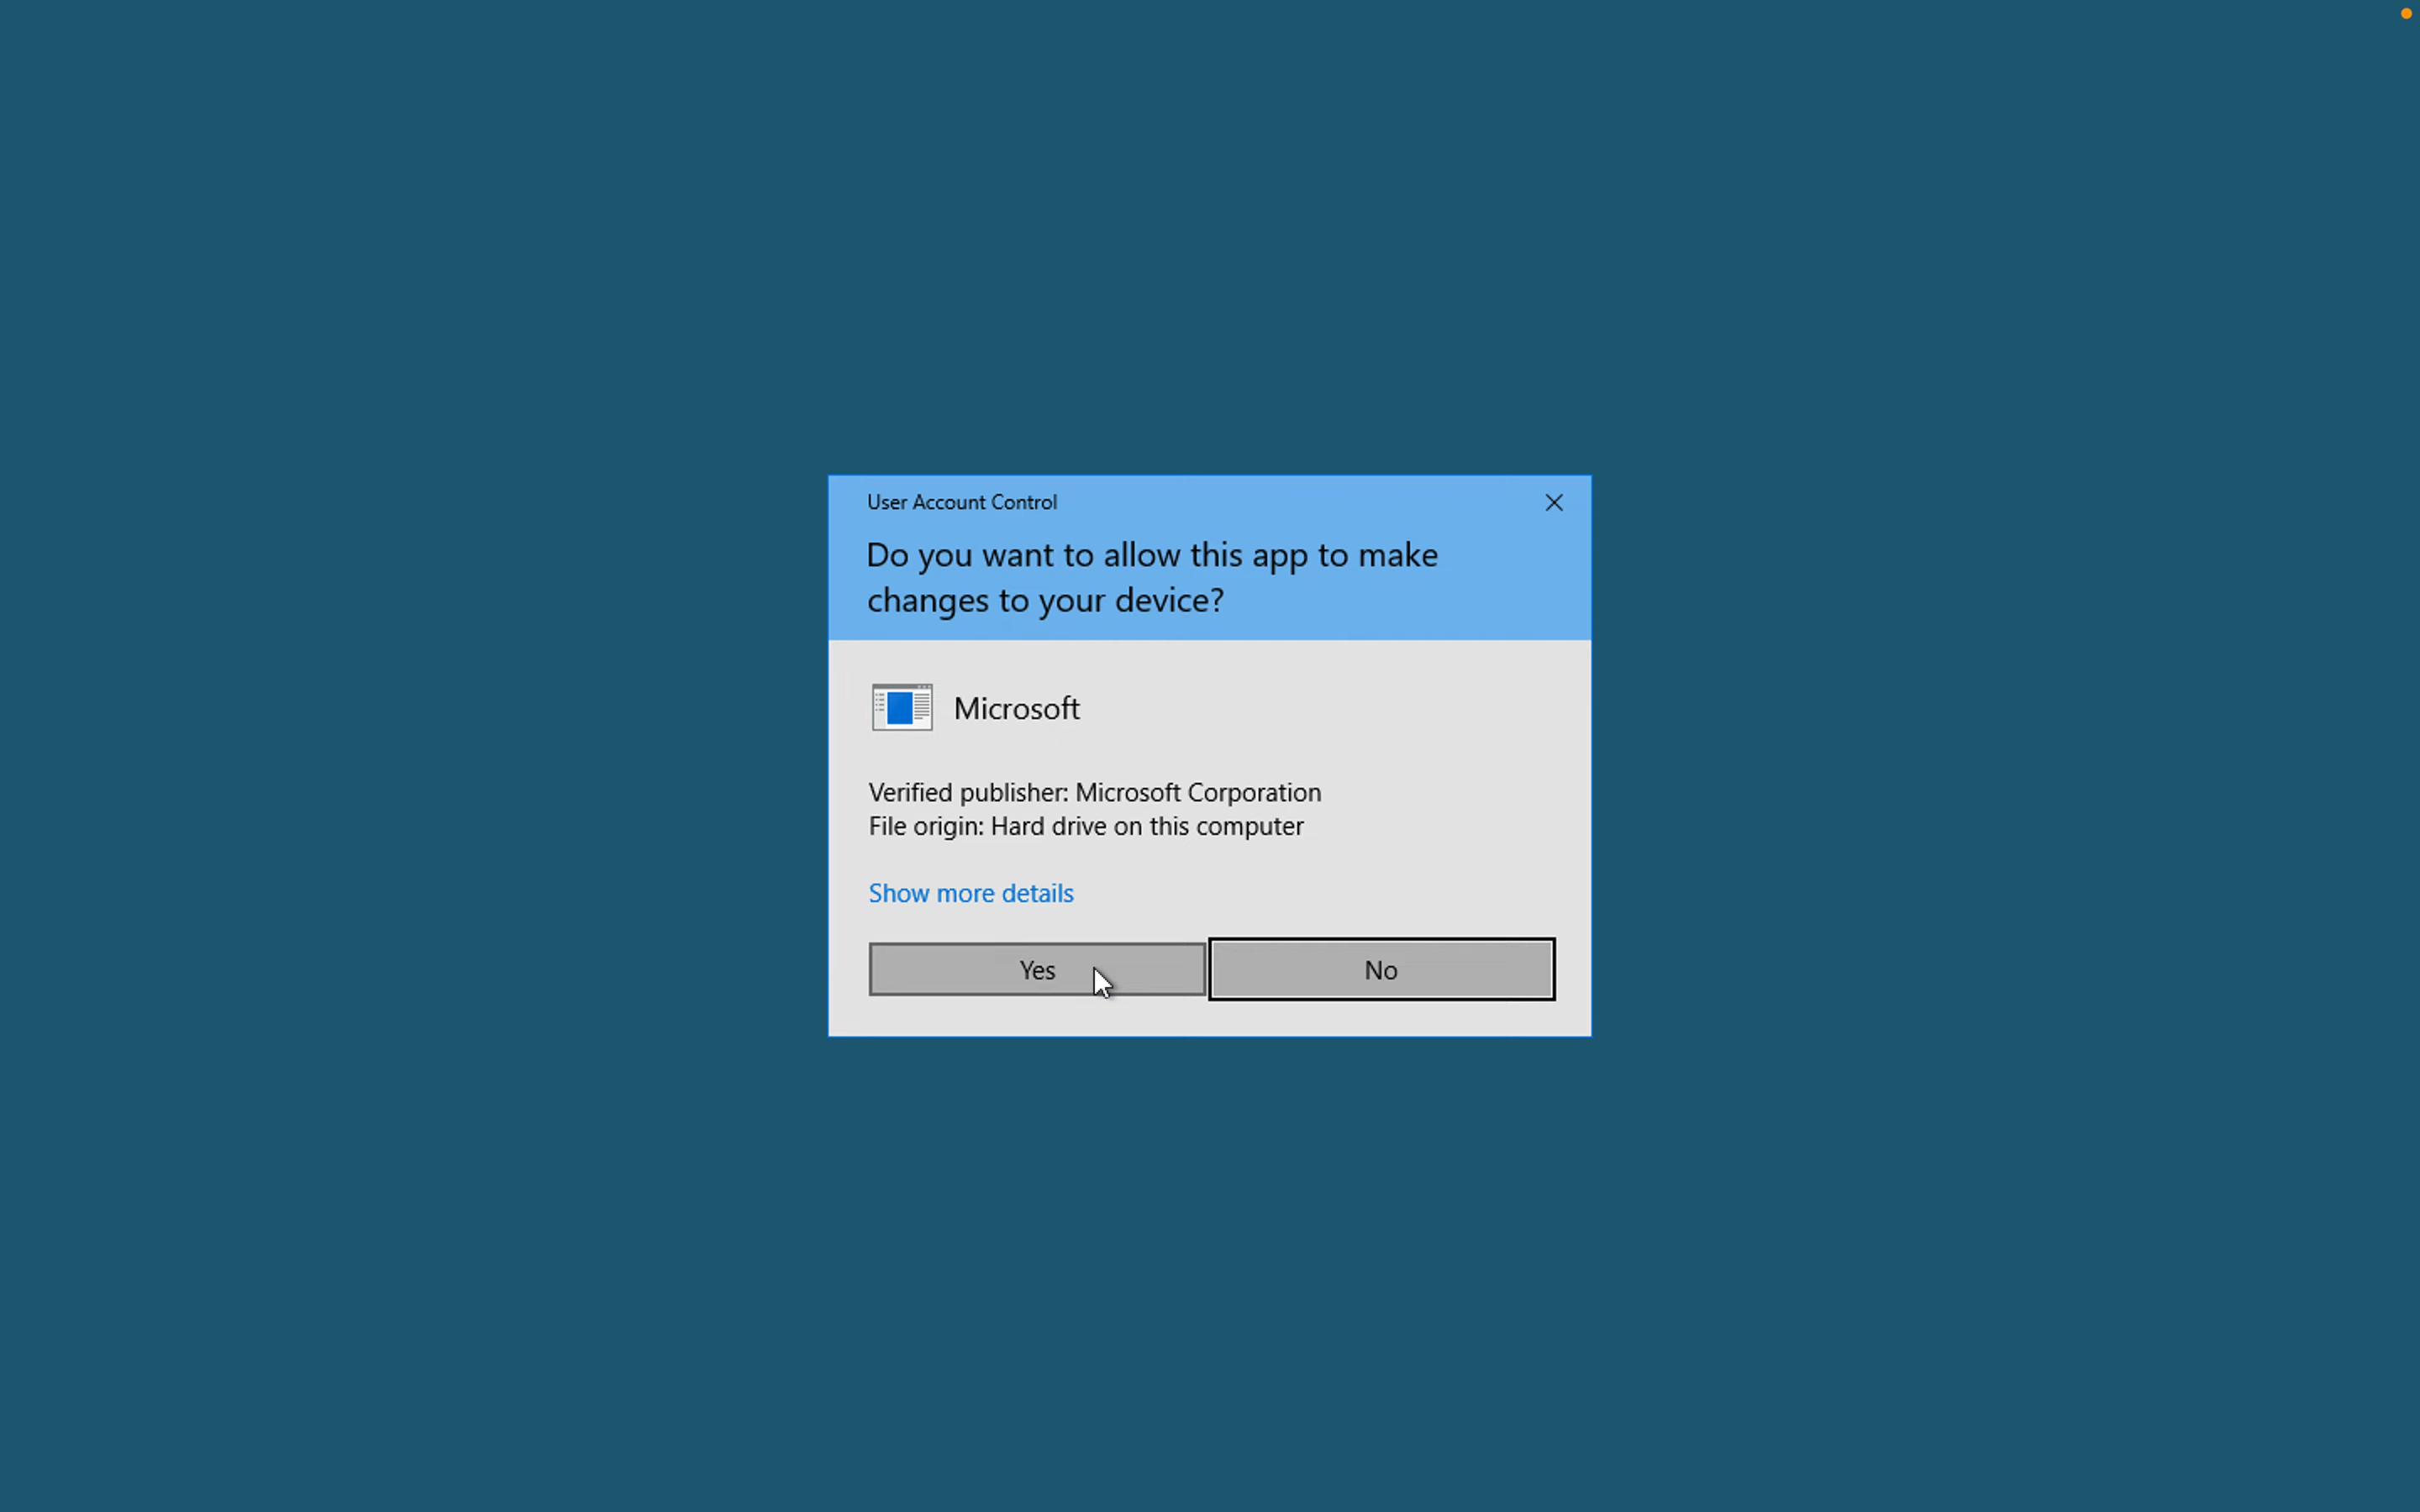 User Account Control
Do you want to allow this app to make
changes to your device?
Microsoft
Verified publisher: Microsoft Corporation
File origin: Hard drive on this computer
Show more details
Yes
No